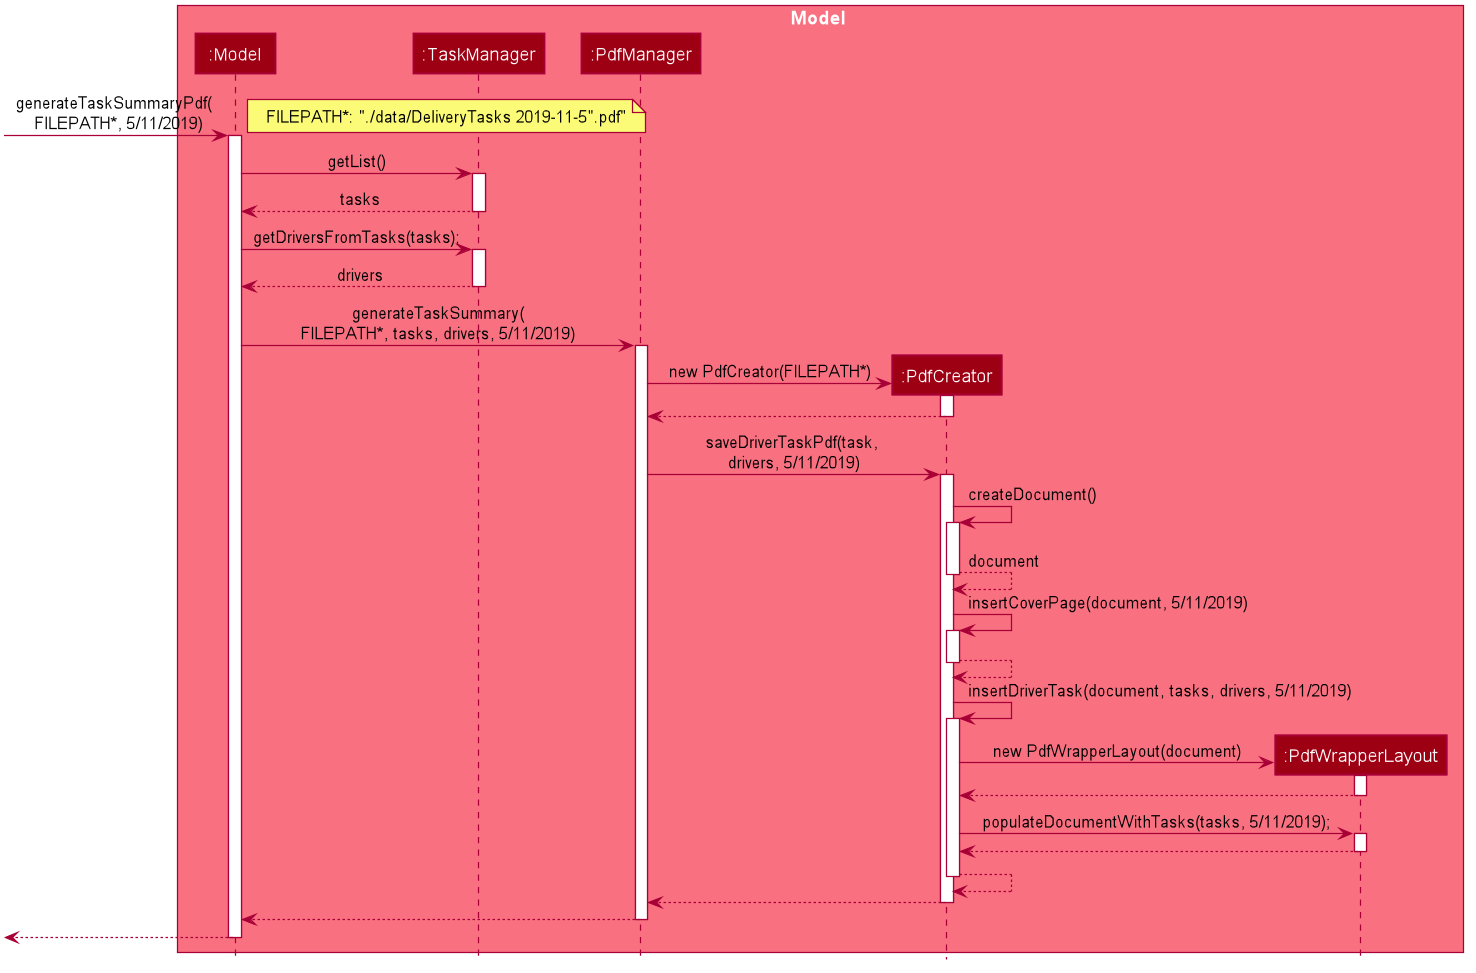 Model
:Model
:TaskManager
:PdfManager
generateTaskSummaryPdf(
FILEPATH*, 5/11/2019)
FILEPATH*: "./data/DeliveryTasks 2019-11-5".pdf"
getList()
tasks
getDriversFromTasks(tasks);
drivers
generateTaskSummary(
FILEPATH*, tasks, drivers, 5/11/2019)
new PdfCreator(FILEPATH*)
:PdfCreator
saveDriverTaskPdf(task,
drivers, 5/11/2019)
createDocument()
document
insertCoverPage(document, 5/11/2019)
insertDriverTask(document, tasks, drivers, 5/11/2019)
new PdfWrapperLayout(document)
:PdfWrapperLayout
populateDocumentWithTasks(tasks, 5/11/2019);